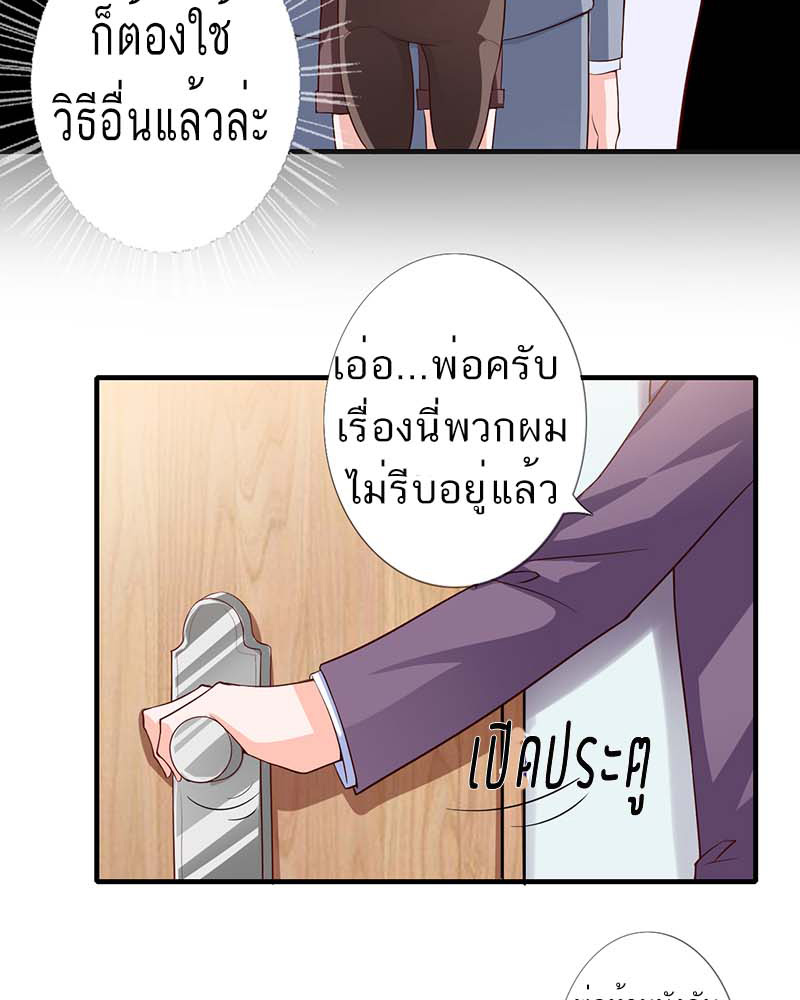 ก็ต้องใช้
วิธีอื่นแล้วล่ะ
เอ่อ...พ่อครับ
เรื่องนี่พวกผม
ไม่รีบอยู่แล้ว
เปิดประตู